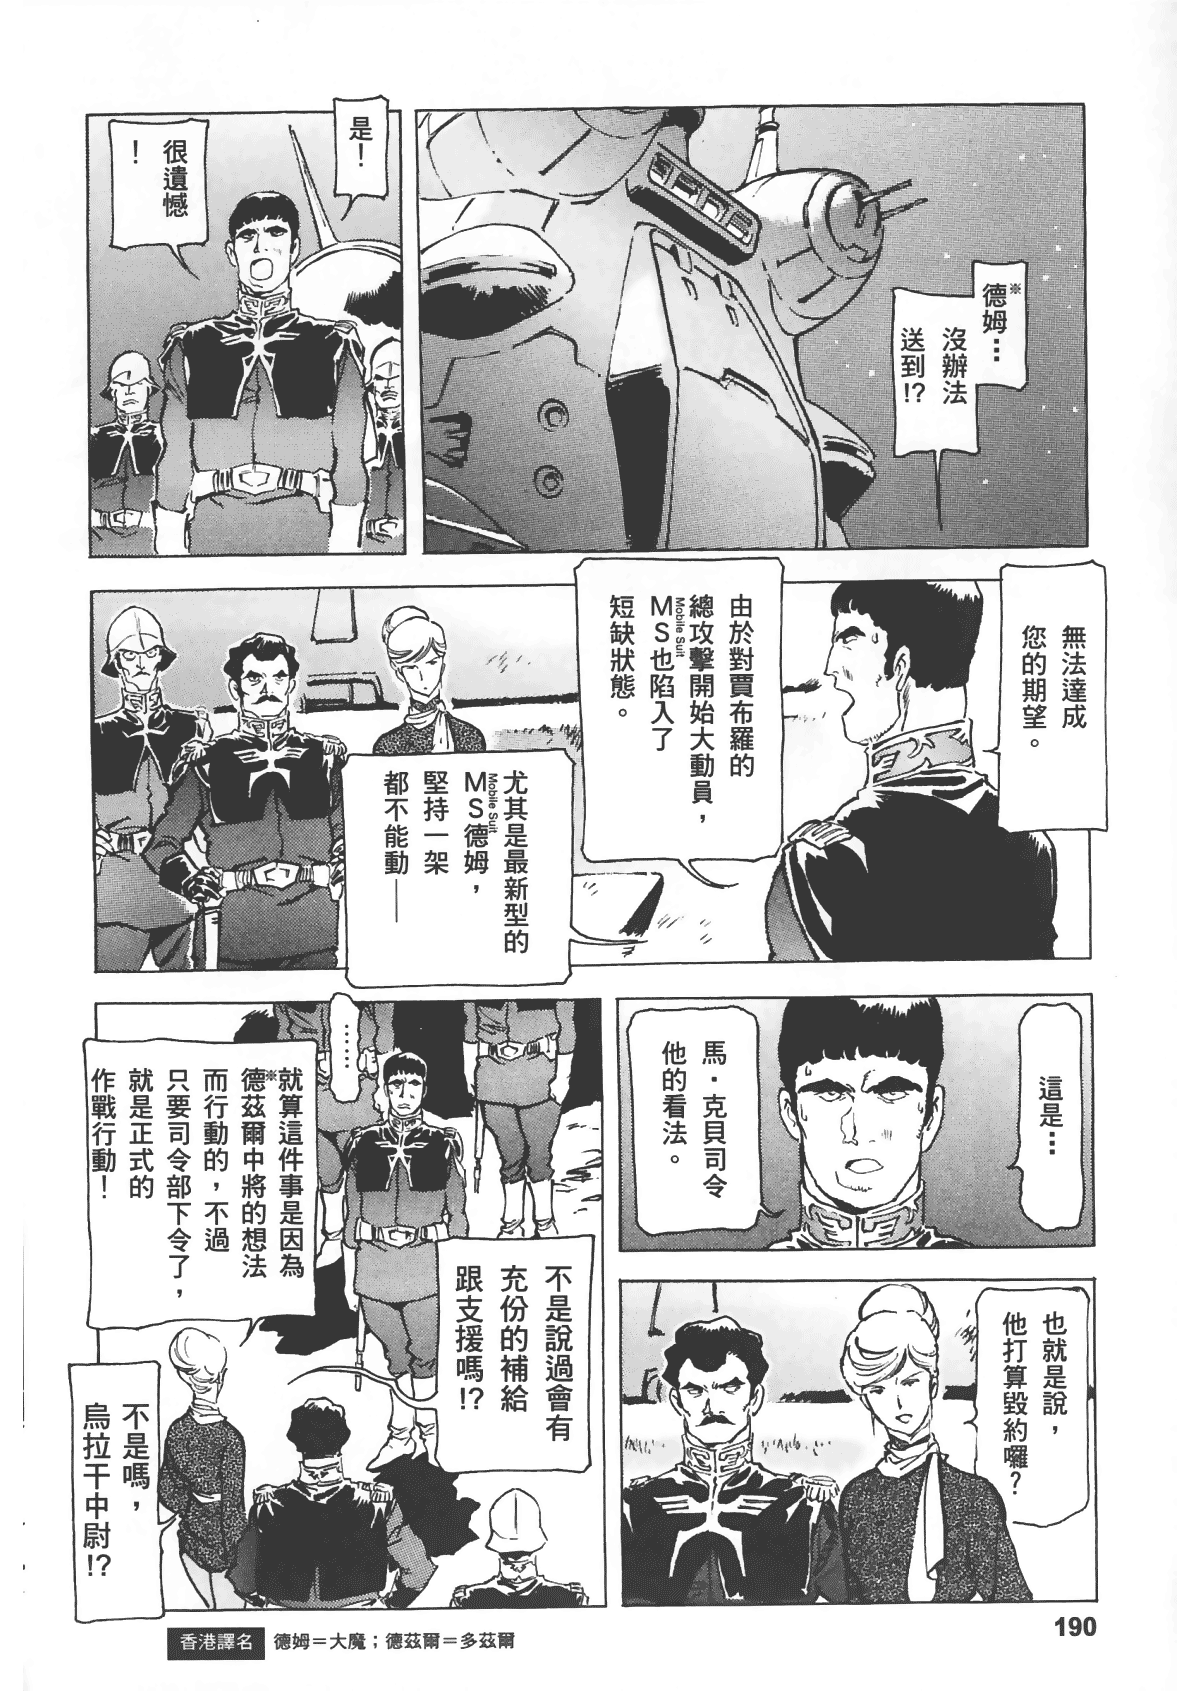 ※德姆…
沒辦法
送到!?
是！
很遺憾
！
無法達成
您的期望。
由於對賈布羅的
總攻擊開始大動員，
MS也陷入了
Mobile Suit
短缺狀態。
尤其是最新型的
MS德姆，
Mobile Suit
堅持一架
都不能動——
這是…
馬·克貝司令
他的看法。
也就是說，
他打算毀約囉？
……
不是說過會有
充份的補給
跟支援嗎!?
就算這件事是因為
※德茲爾中將的想法
而行動的，不過
只要司令部下令了，
就是正式的
作戰行動！
不是嗎，
烏拉干中尉!?
香港譯名 德姆＝大魔；德茲爾＝多茲爾
190